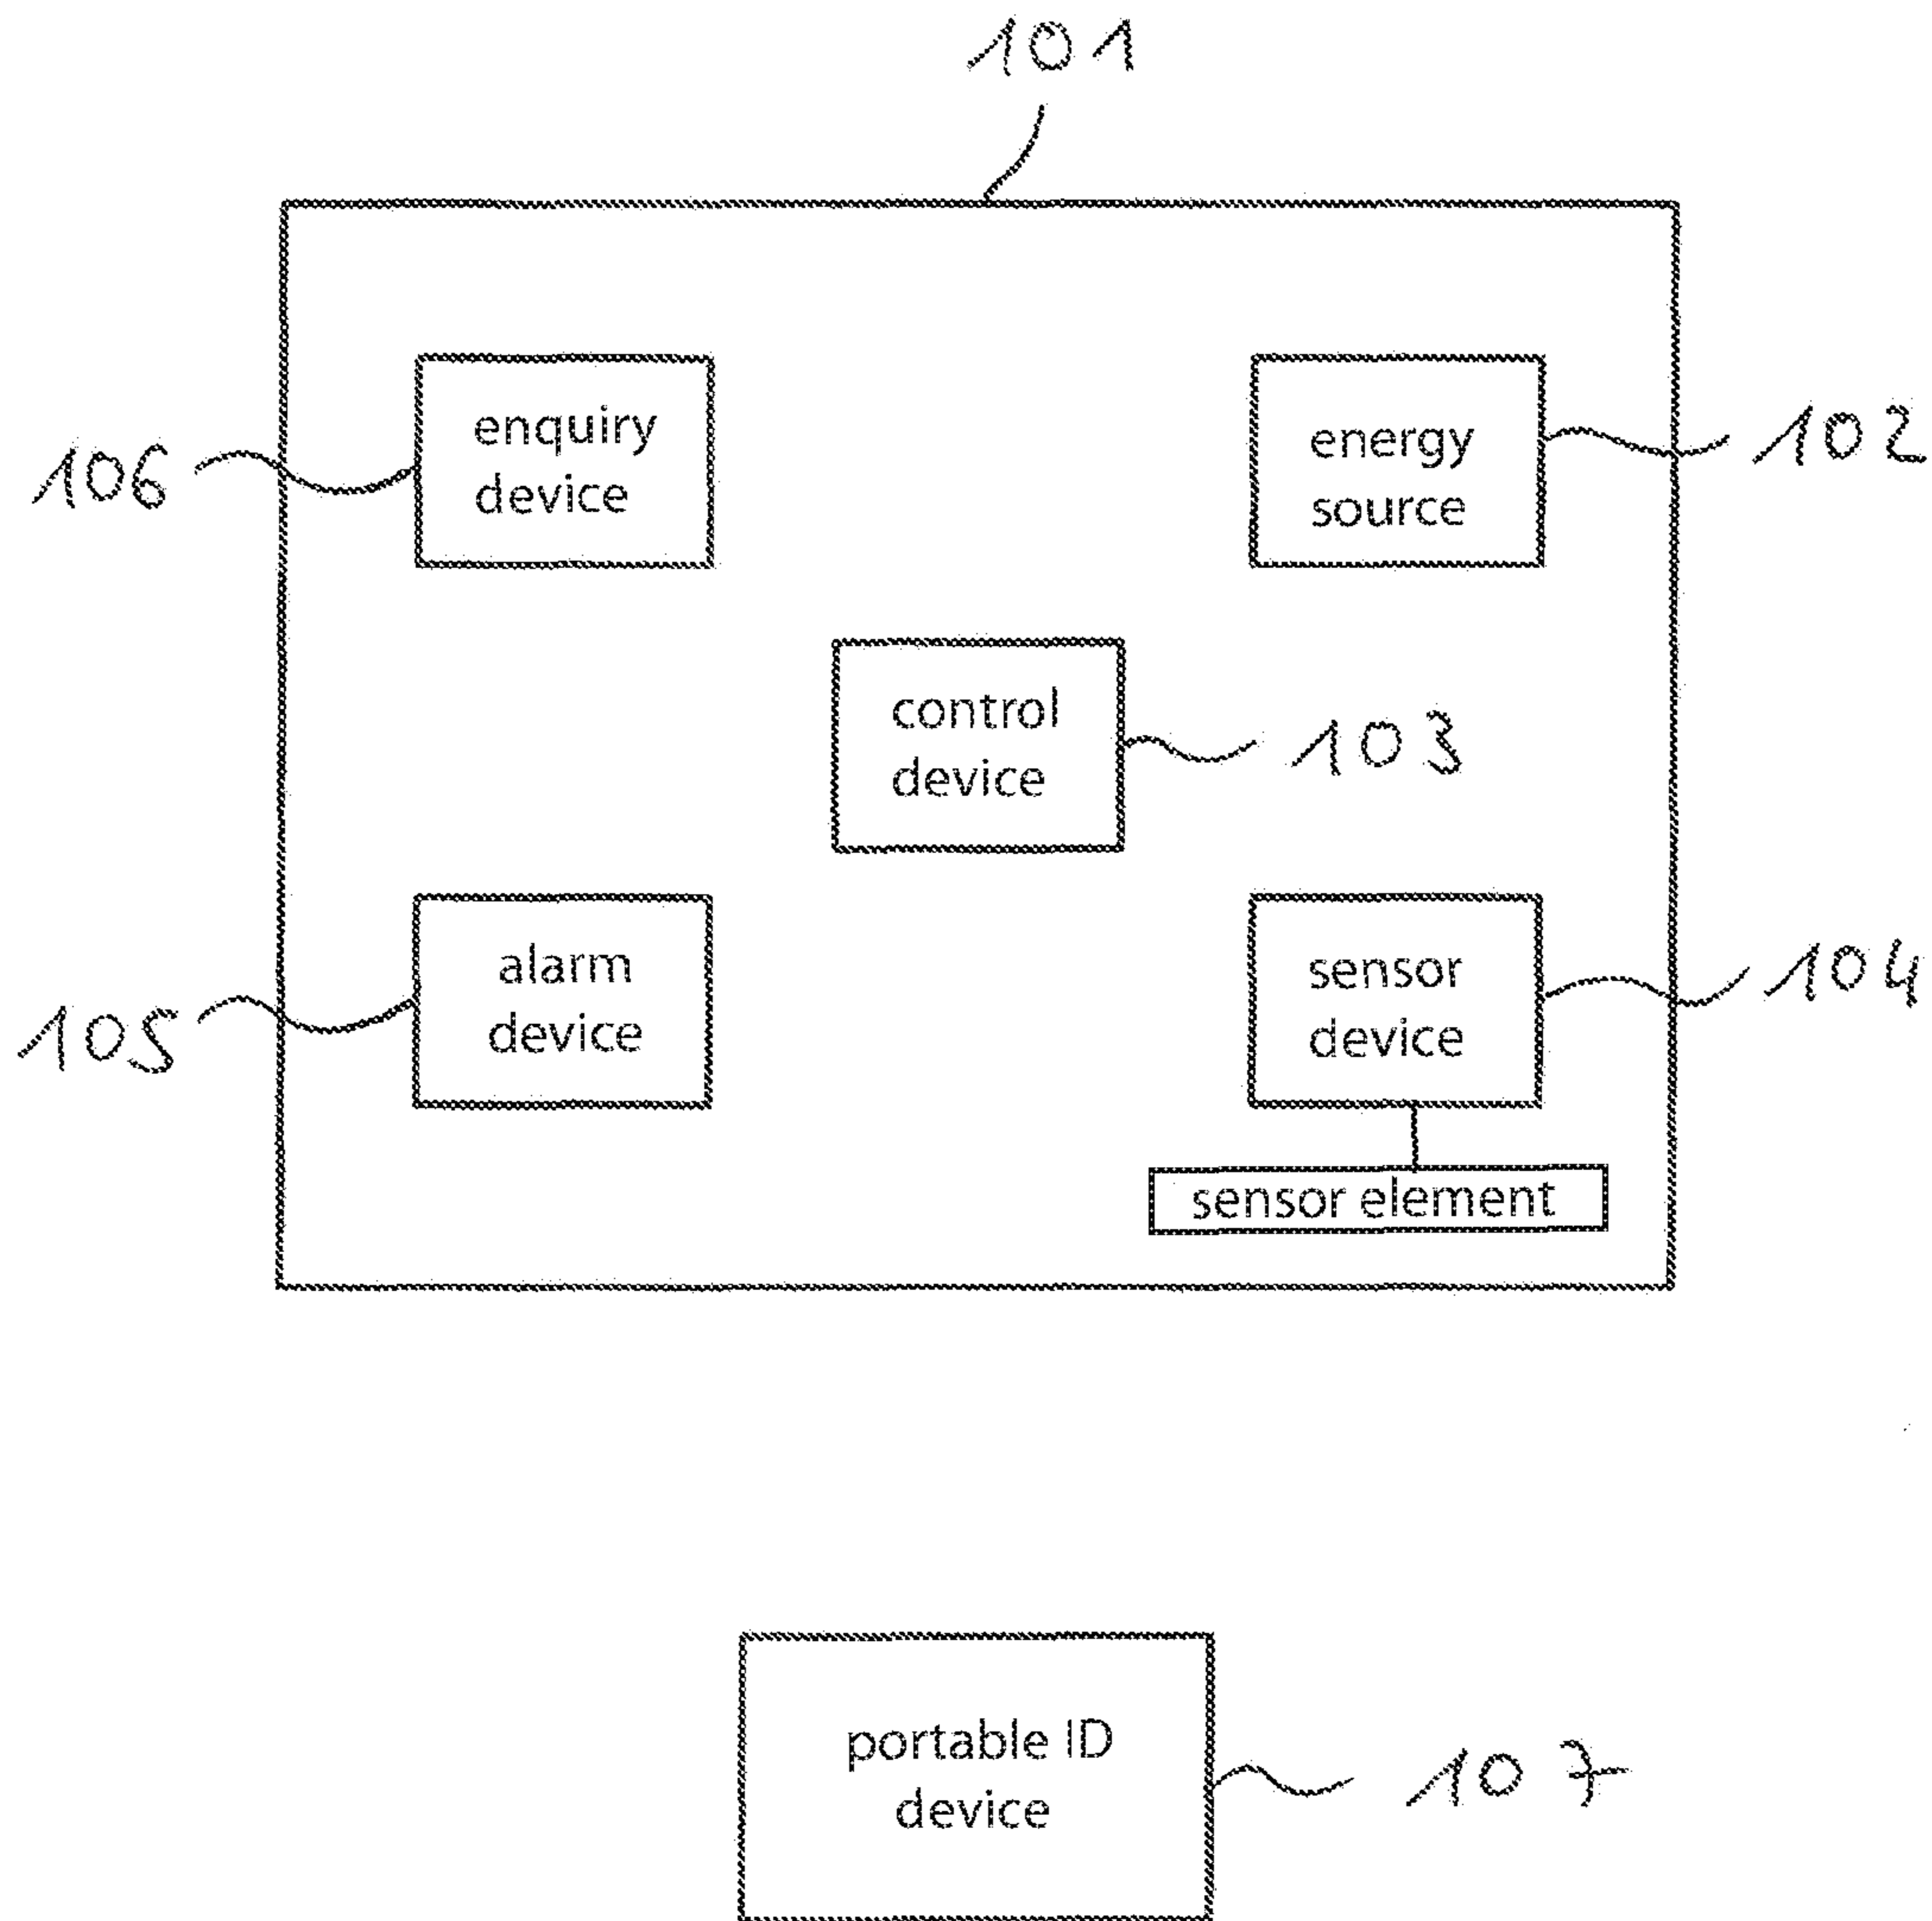 101
enquiry
device
106
energy
source
102
control
device
103
alarm
device
105
sensor
device
104
sensor element
portable ID
device
107